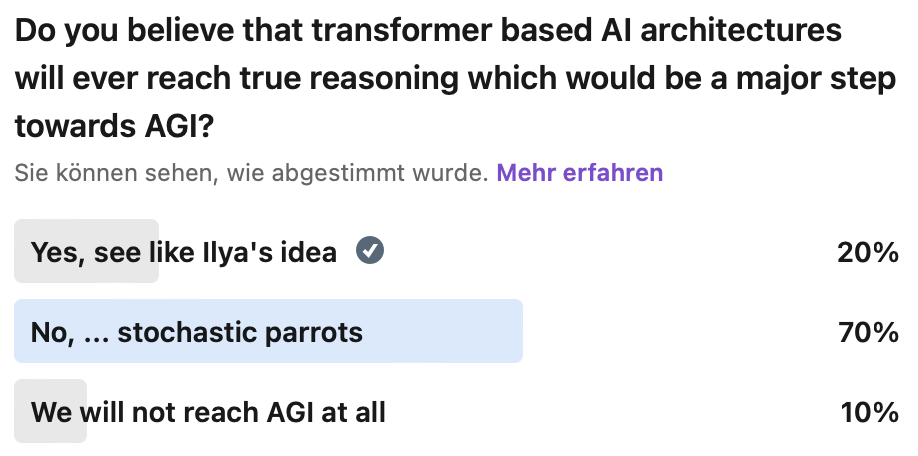 Do you believe that transformer based AI architectures
will ever reach true reasoning which would be a major step
towards AGI?
Sie können sehen, wie abgestimmt wurde. Mehr erfahren
Yes, see like Ilya's idea 20%
No, ... stochastic parrots 70%
We will not reach AGI at all 10%